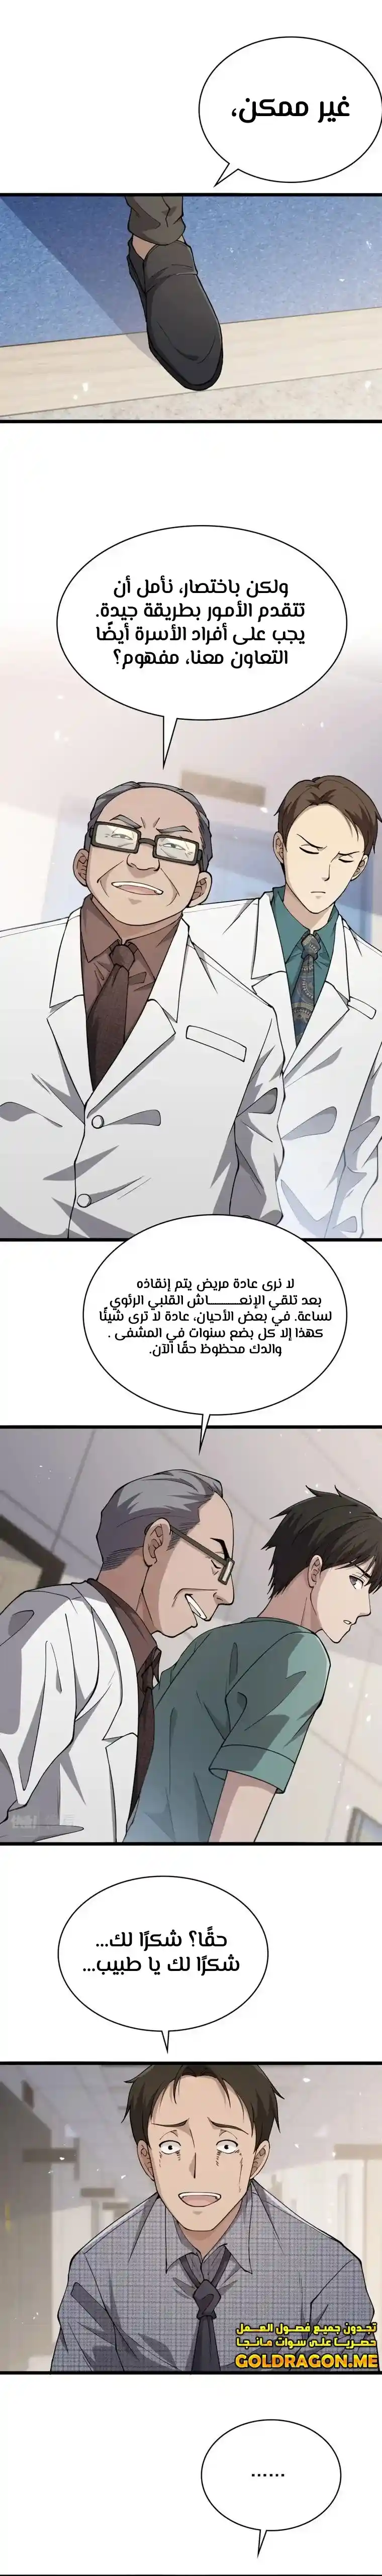 غير ممكن،
ولكن باختصار، نأمل أن
تتقدم الأمور بطريقة جيدة.
يجب على أفراد الأسرة أيضًا
التعاون معنا، مفهوم؟
لا نرى عادة مريض يتم إنقاذه
بعد تلقي الإنعـــــــاش القلبي الرئوي
لساعة. في بعض الأحيان، عادة لا ترى شيئًا
كهذا إلا كل بضع سنوات في المشفى .
والدك محظوظ حقًا الآن.
حقًا؟ شكرًا لك...
شكرًا لك يا طبيب...
تجدون جميع فصول العمـــل
حصريا على سوات مانجا
GOLDRAGON.ME
......